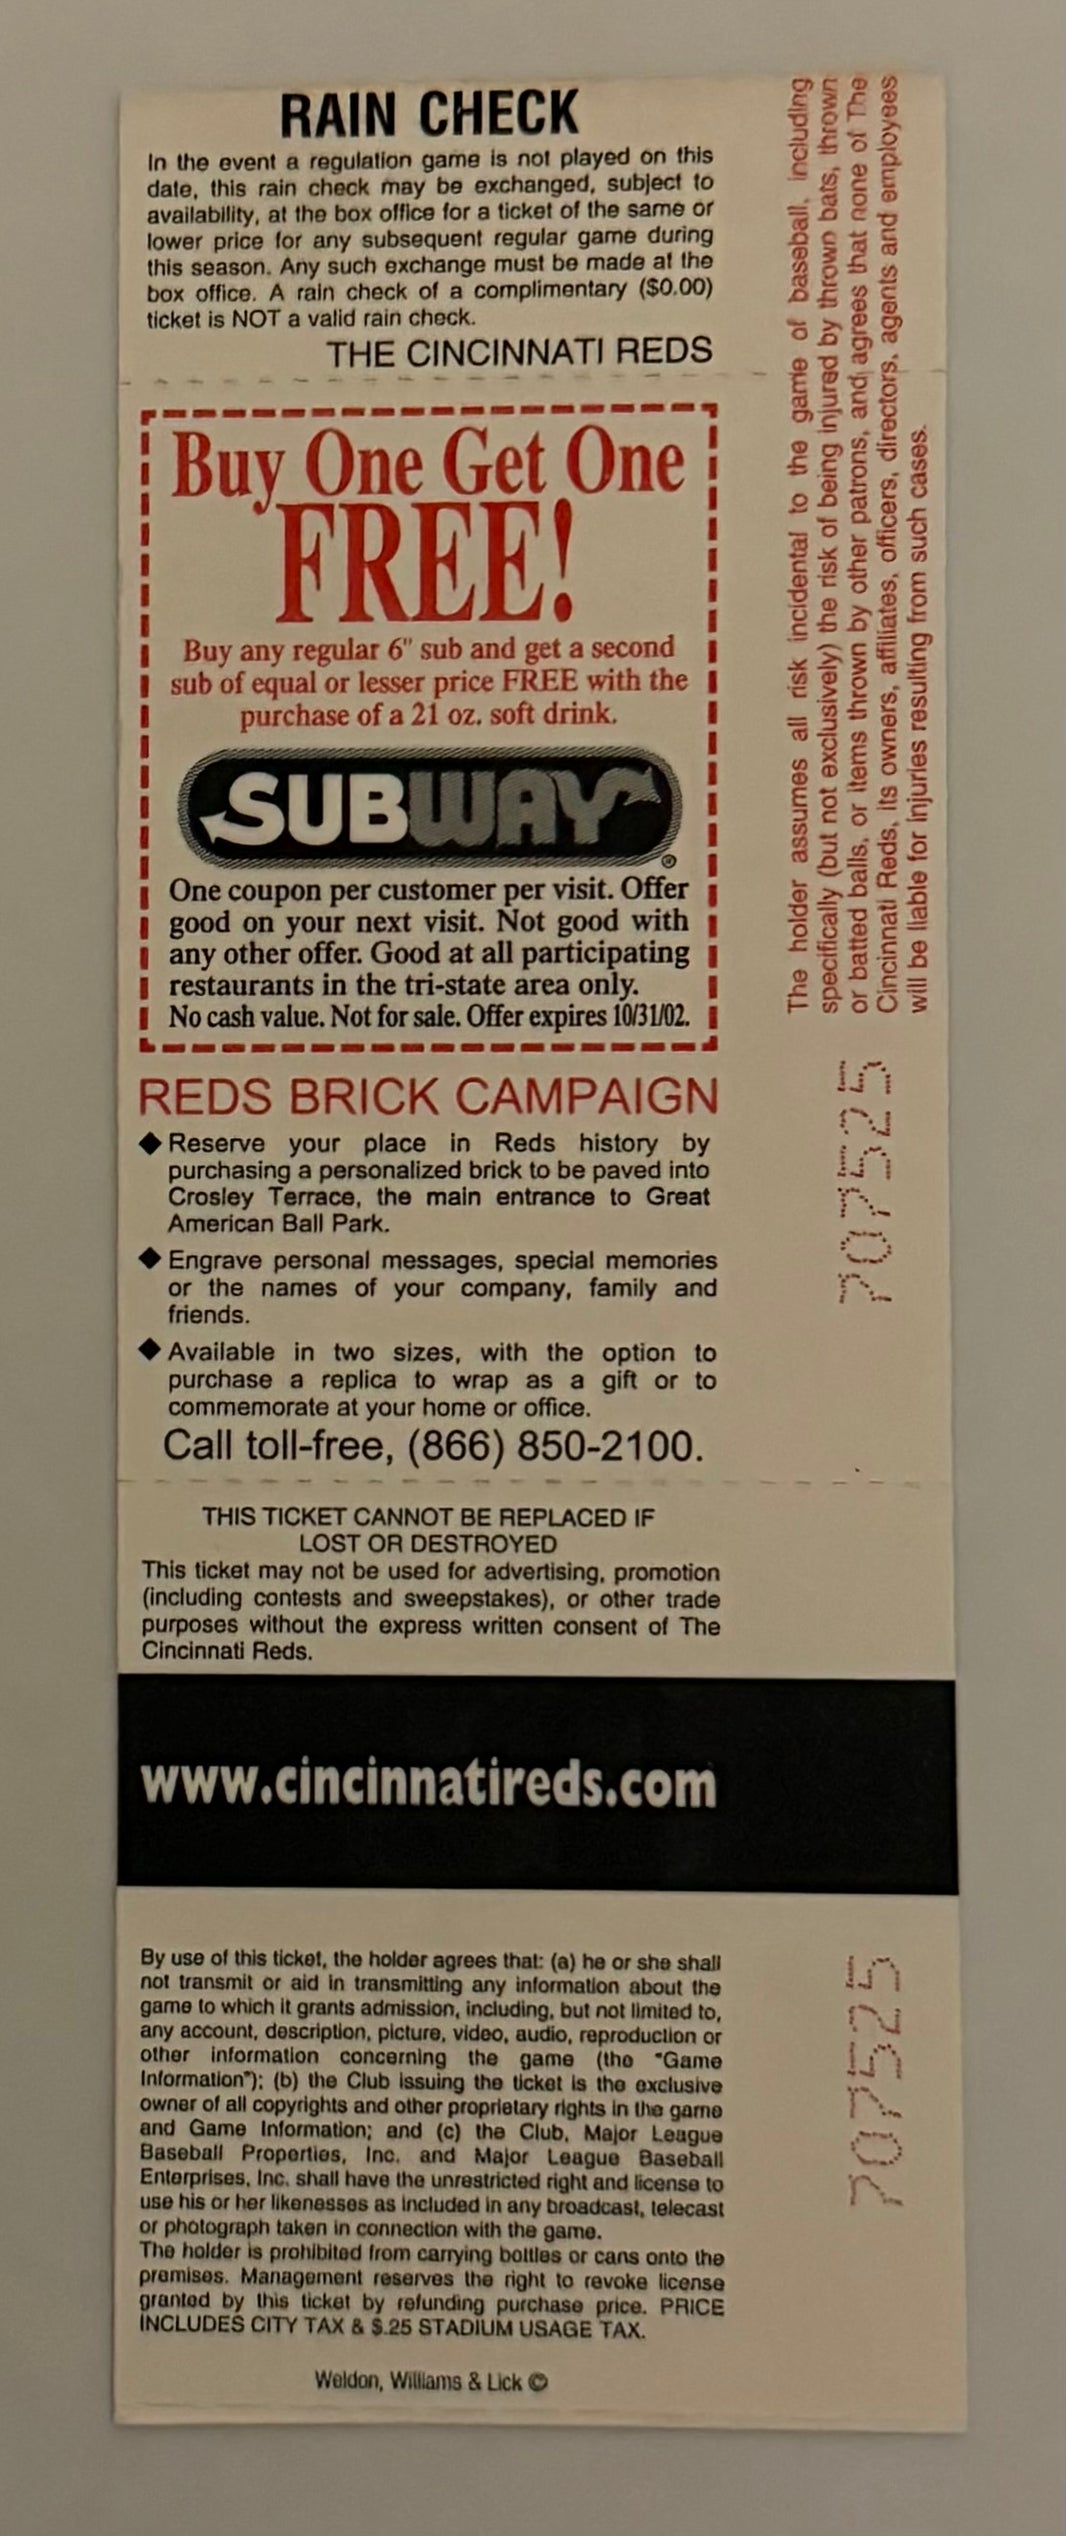 RAIN CHECK
In the event a regulation game is not played on this
date, this rain check may be exchanged, subject to
availability, at the box office for a ticket of the same or
lower price for any subsequent regular game during
this season. Any such exchange must be made at the
box office. A rain check of a complimentary ($0.00)
ticket is NOT a valid rain check.
THE CINCINNATI REDS
Buy One Get One
FREE!
Buy any regular 6" sub and get a second
sub of equal or lesser price FREE with the
purchase of a 21 oz. soft drink.
SUBWAY®
One coupon per customer per visit. Offer
good on your next visit. Not good with
any other offer. Good at all participating
restaurants in the tri-state area only.
No cash value. Not for sale. Offer expires 10/31/02.
REDS BRICK CAMPAIGN
◆ Reserve your place in Reds history by
purchasing a personalized brick to be paved into
Crosley Terrace, the main entrance to Great
American Ball Park.
◆ Engrave personal messages, special memories
or the names of your company, family and
friends.
◆ Available in two sizes, with the option to
purchase a replica to wrap as a gift or to
commemorate at your home or office.
Call toll-free, (866) 850-2100.
THIS TICKET CANNOT BE REPLACED IF
LOST OR DESTROYED
This ticket may not be used for advertising, promotion
(including contests and sweepstakes), or other trade
purposes without the express written consent of The
Cincinnati Reds.
www.cincinnatireds.com
By use of this ticket, the holder agrees that: (a) he or she shall
not transmit or aid in transmitting any information about the
game to which it grants admission, including, but not limited to,
any account, description, picture, video, audio, reproduction or
other information concerning the game (the "Game
Information"); (b) the Club issuing the ticket is the exclusive
owner of all copyrights and other proprietary rights in the game
and Game Information; and (c) the Club, Major League
Baseball Properties, Inc. and Major League Baseball
Enterprises, Inc. shall have the unrestricted right and license to
use his or her likenesses as included in any broadcast, telecast
or photograph taken in connection with the game.
The holder is prohibited from carrying bottles or cans onto the
premises. Management reserves the right to revoke license
granted by this ticket by refunding purchase price. PRICE
INCLUDES CITY TAX & $.25 STADIUM USAGE TAX.
Weldon, Williams & Lick ©
The holder assumes all risk incidental to the game of baseball, including
specifically (but not exclusively) the risk of being injured by thrown bats, thrown
or batted balls, or items thrown by other patrons, and agrees that none of The
Cincinnati Reds, its owners, affiliates, officers, directors, agents and employees
will be liable for injuries resulting from such cases.
707525
707525